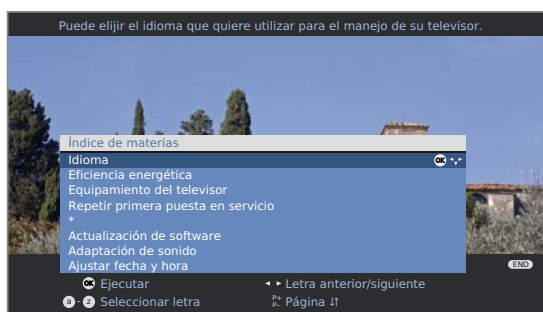 Puede elijir el idioma que quiere utilizar para el manejo de su televisor.
Índice de materias
Idioma OK
Eficiencia energética
Equipamiento del televisor
Repetir primera puesta en servicio
*
Actualización de software
Adaptación de sonido
Ajustar fecha y hora
END
OK Ejecutar Letra anterior/siguiente
a - z Seleccionar letra P+ P- Página